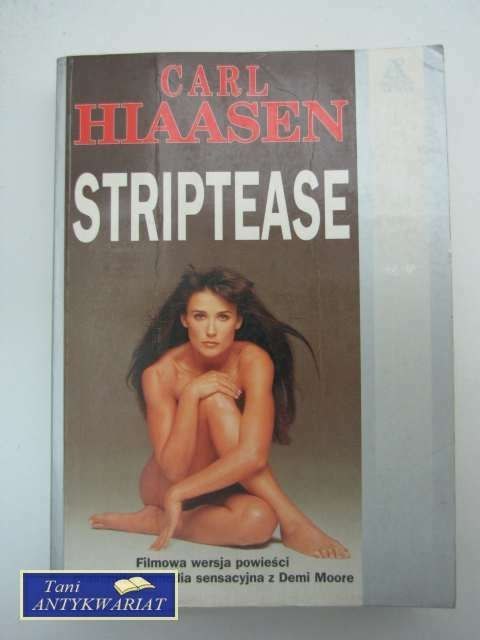 CARL
HIAASEN
STRIPTEASE
Filmowa wersja powieści
sensacyjna z Demi Moore
Tani
ANTYKWARIAT